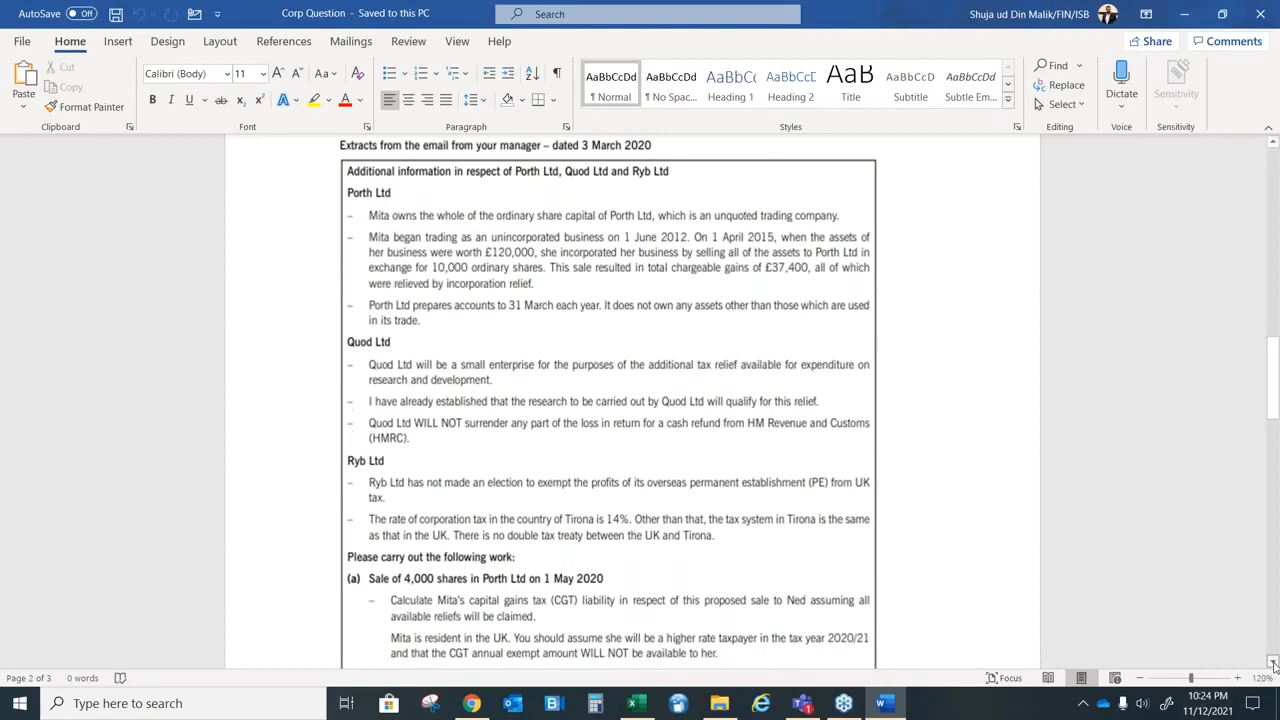 AutoSave Off
Corp Question - Saved to this PC
Search
Shuja ud Din Malik/FIN/ISB
File Home Insert Design Layout References Mailings Review View Help
Share Comments
Paste
Cut
Copy
Format Painter
Clipboard
Calibri (Body) 11
Font
Paragraph
AaBbCcDd AaBbCcDd AaBbCc AaBbCcC AaB AaBbCcD AaBbCcDd
¶ Normal ¶ No Spac... Heading 1 Heading 2 Title Subtitle Subtle Em...
Styles
Find
Replace
Select
Editing
Dictate
Voice
Sensitivity
Sensitivity
Extracts from the email from your manager – dated 3 March 2020
Additional information in respect of Porth Ltd, Quod Ltd and Ryb Ltd
Porth Ltd
– Mita owns the whole of the ordinary share capital of Porth Ltd, which is an unquoted trading company.
– Mita began trading as an unincorporated business on 1 June 2012. On 1 April 2015, when the assets of
her business were worth £120,000, she incorporated her business by selling all of the assets to Porth Ltd in
exchange for 10,000 ordinary shares. This sale resulted in total chargeable gains of £37,400, all of which
were relieved by incorporation relief.
– Porth Ltd prepares accounts to 31 March each year. It does not own any assets other than those which are used
in its trade.
Quod Ltd
– Quod Ltd will be a small enterprise for the purposes of the additional tax relief available for expenditure on
research and development.
– I have already established that the research to be carried out by Quod Ltd will qualify for this relief.
– Quod Ltd WILL NOT surrender any part of the loss in return for a cash refund from HM Revenue and Customs
(HMRC).
Ryb Ltd
– Ryb Ltd has not made an election to exempt the profits of its overseas permanent establishment (PE) from UK
tax.
– The rate of corporation tax in the country of Tirona is 14%. Other than that, the tax system in Tirona is the same
as that in the UK. There is no double tax treaty between the UK and Tirona.
Please carry out the following work:
(a) Sale of 4,000 shares in Porth Ltd on 1 May 2020
– Calculate Mita's capital gains tax (CGT) liability in respect of this proposed sale to Ned assuming all
available reliefs will be claimed.
Mita is resident in the UK. You should assume she will be a higher rate taxpayer in the tax year 2020/21
and that the CGT annual exempt amount WILL NOT be available to her.
Page 2 of 3 0 words
Focus
120%
Type here to search
10:24 PM
11/12/2021